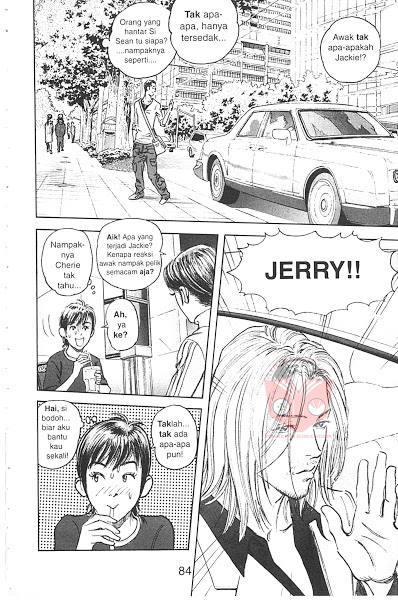 Awak tak
apa-apakah
Jackie!?
Tak apa-
apa, hanya
tersedak...
Orang yang
hantar Si
Sean tu siapa?
...nampaknya
seperti....
JERRY!!
Aik! Apa yang
terjadi Jackie?
Kenapa reaksi
awak nampak pelik
semacam aja?
Nampak-
nya
Cherie
tak
tahu...
Ah,
ya
ke?
Taklah...
tak ada
apa-apa
pun!
Hai, si
bodoh...
biar aku
bantu
kau
sekali!
84